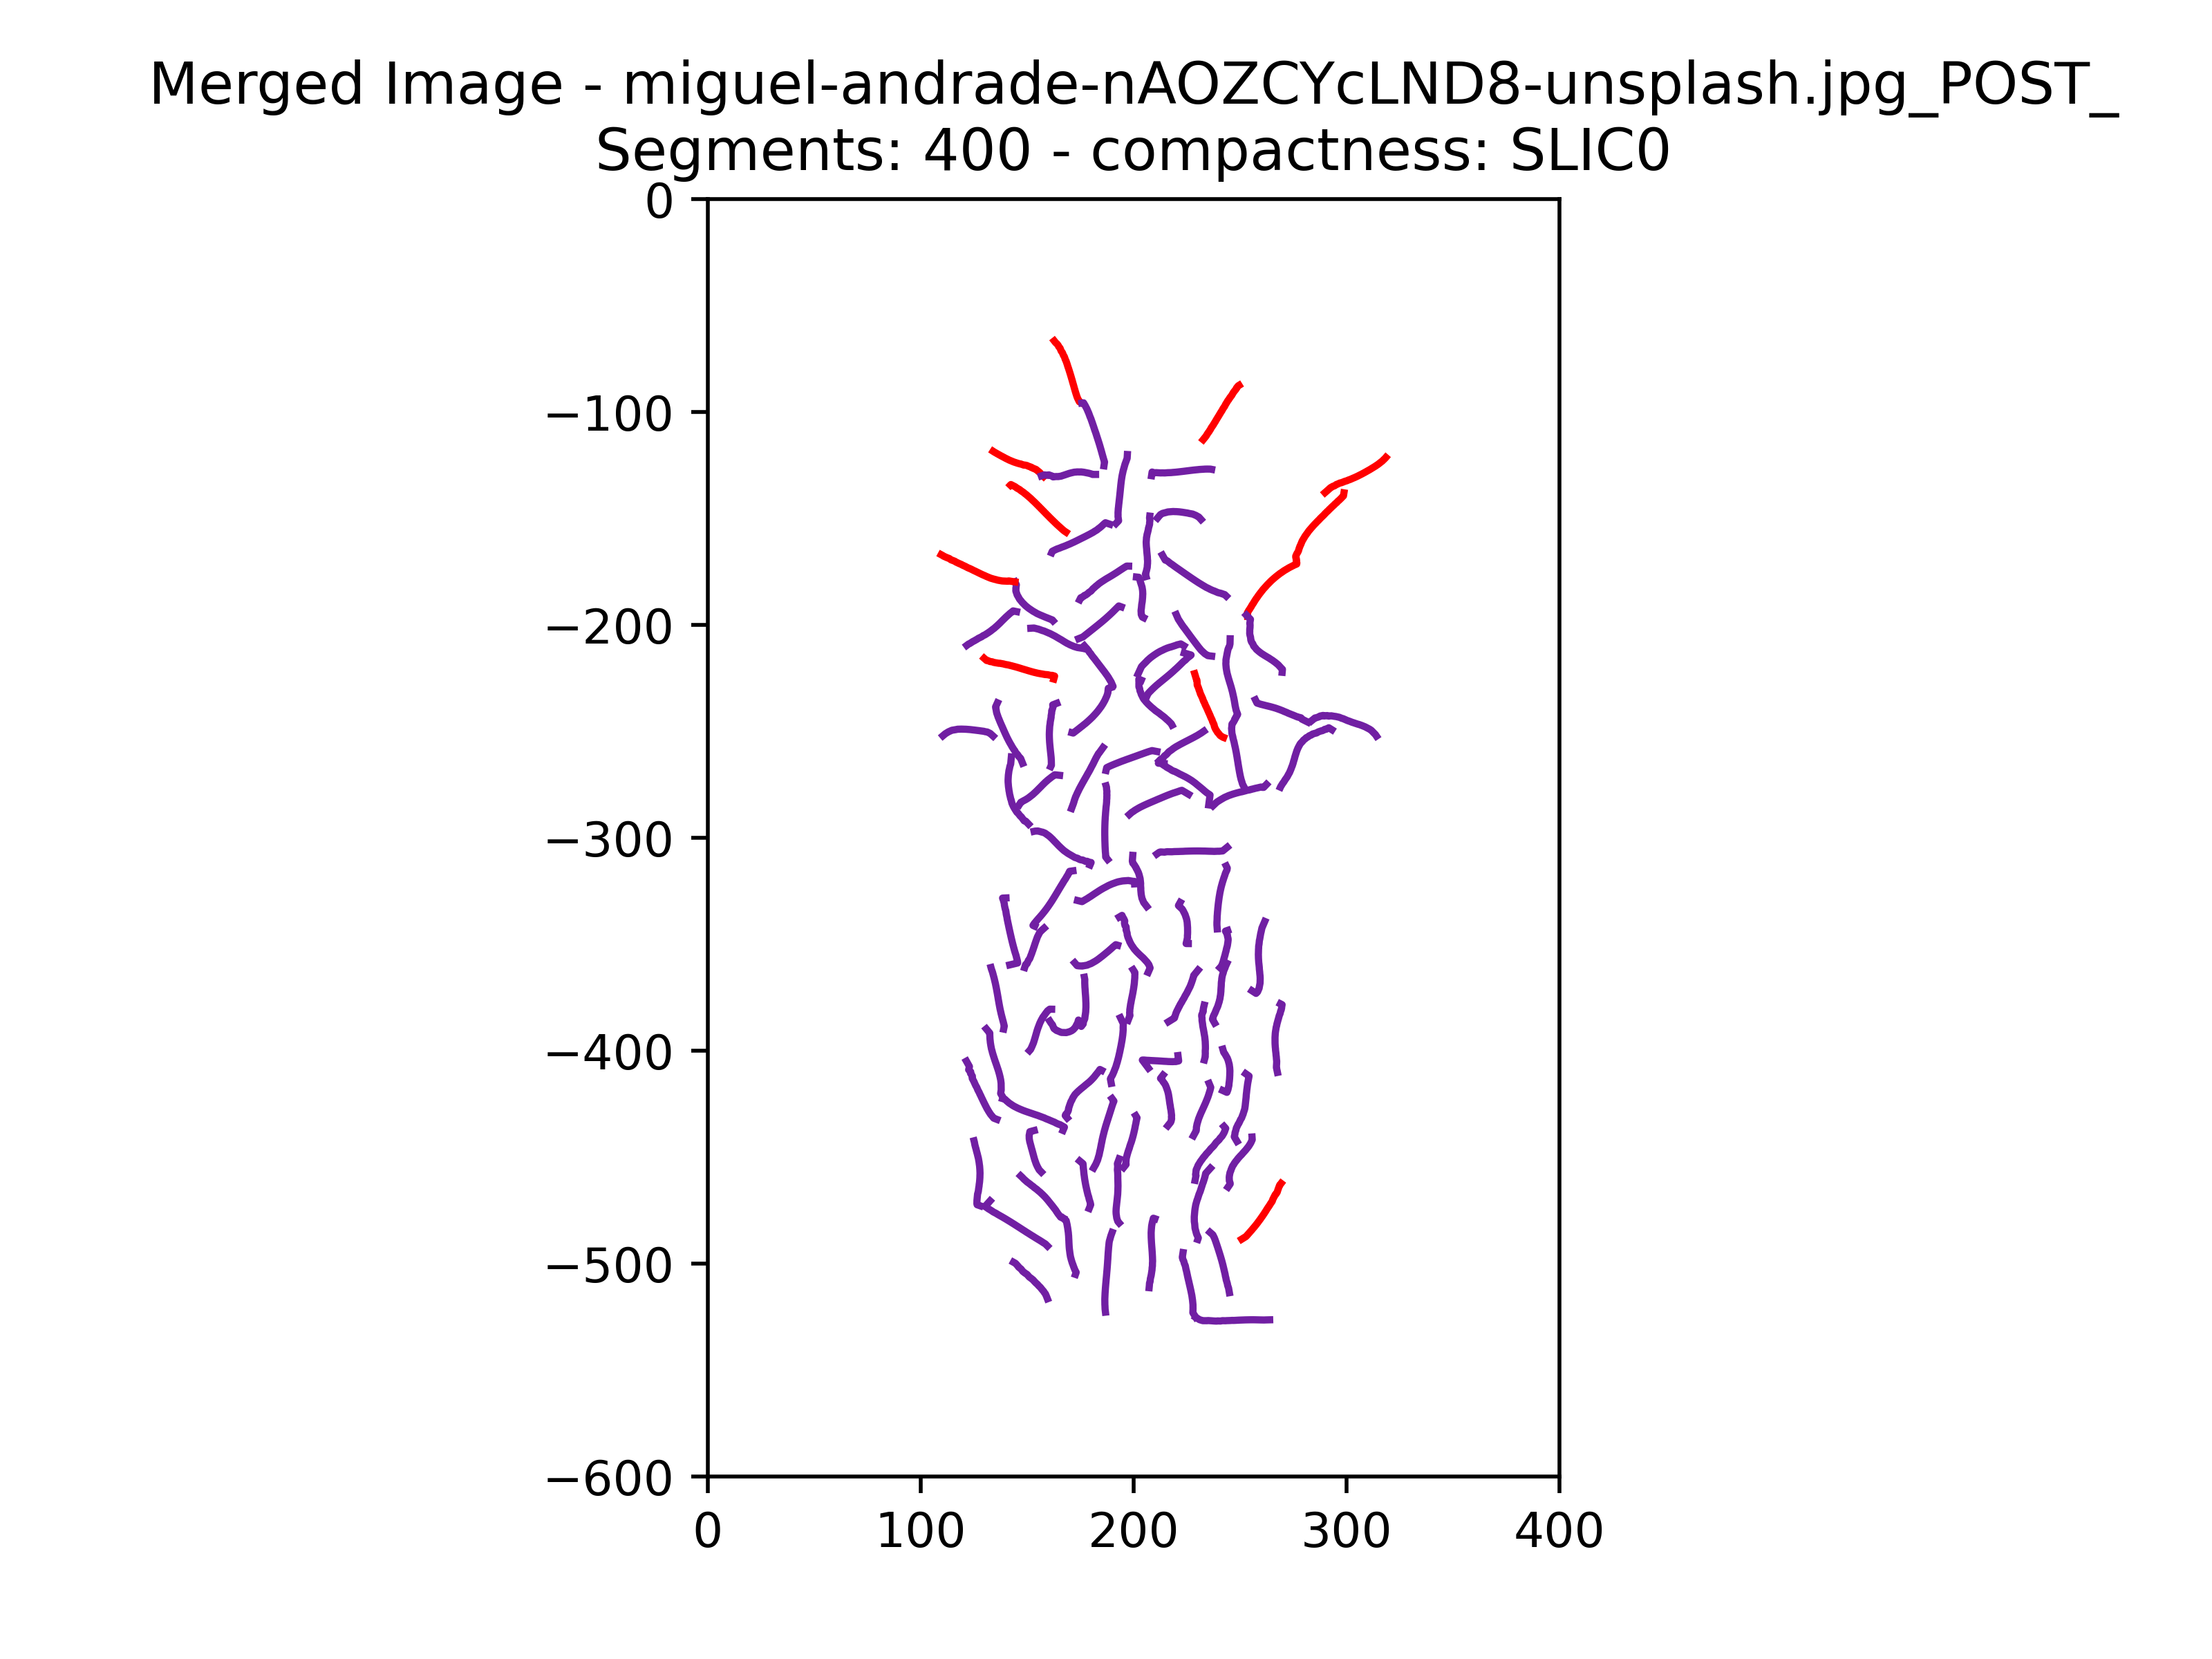 Merged Image - miguel-andrade-nAOZCYcLND8-unsplash.jpg_POST_
Segments: 400 - compactness: SLIC0
0
−100
−200
−300
−400
−500
−600
0 100 200 300 400